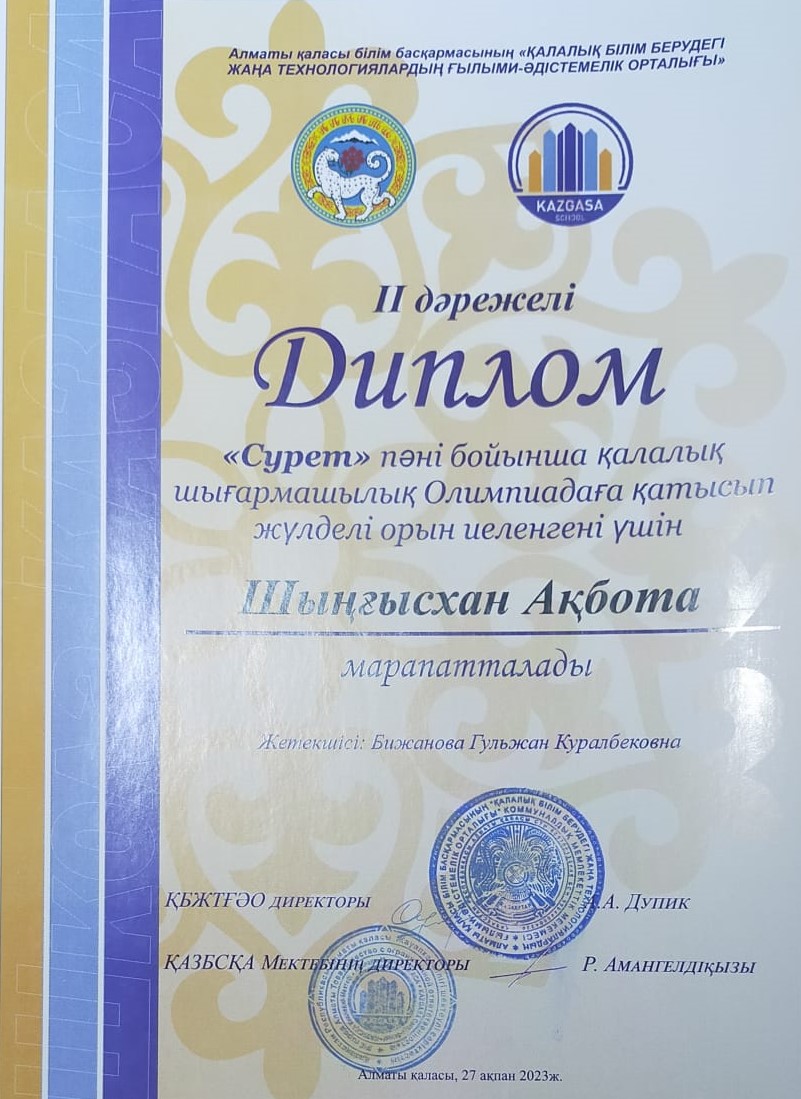 Алматы қаласы білім басқармасының «ҚАЛАЛЫҚ БІЛІМ БЕРУДЕГІ
ЖАҢА ТЕХНОЛОГИЯЛАРДЫҢ ҒЫЛЫМИ-ӘДІСТЕМЕЛІК ОРТАЛЫҒЫ»
KAZGASA
SCHOOL
II дәрежелі
Диплом
«Сурет» пәні бойынша қалалық
шығармашылық Олимпиадаға қатысып
жүлделі орын иеленгені үшін
Шыңғысхан Ақбота
марапатталады
Жетекшісі: Бижанова Гульжан Куралбековна
ҚБЖТҒӘО ДИРЕКТОРЫ
А.А. ДУПИК
ҚАЗБСҚА МЕКТЕБІНІҢ ДИРЕКТОРЫ
Р. АМАНГЕЛДІҚЫЗЫ
Алматы қаласы, 27 ақпан 2023ж.